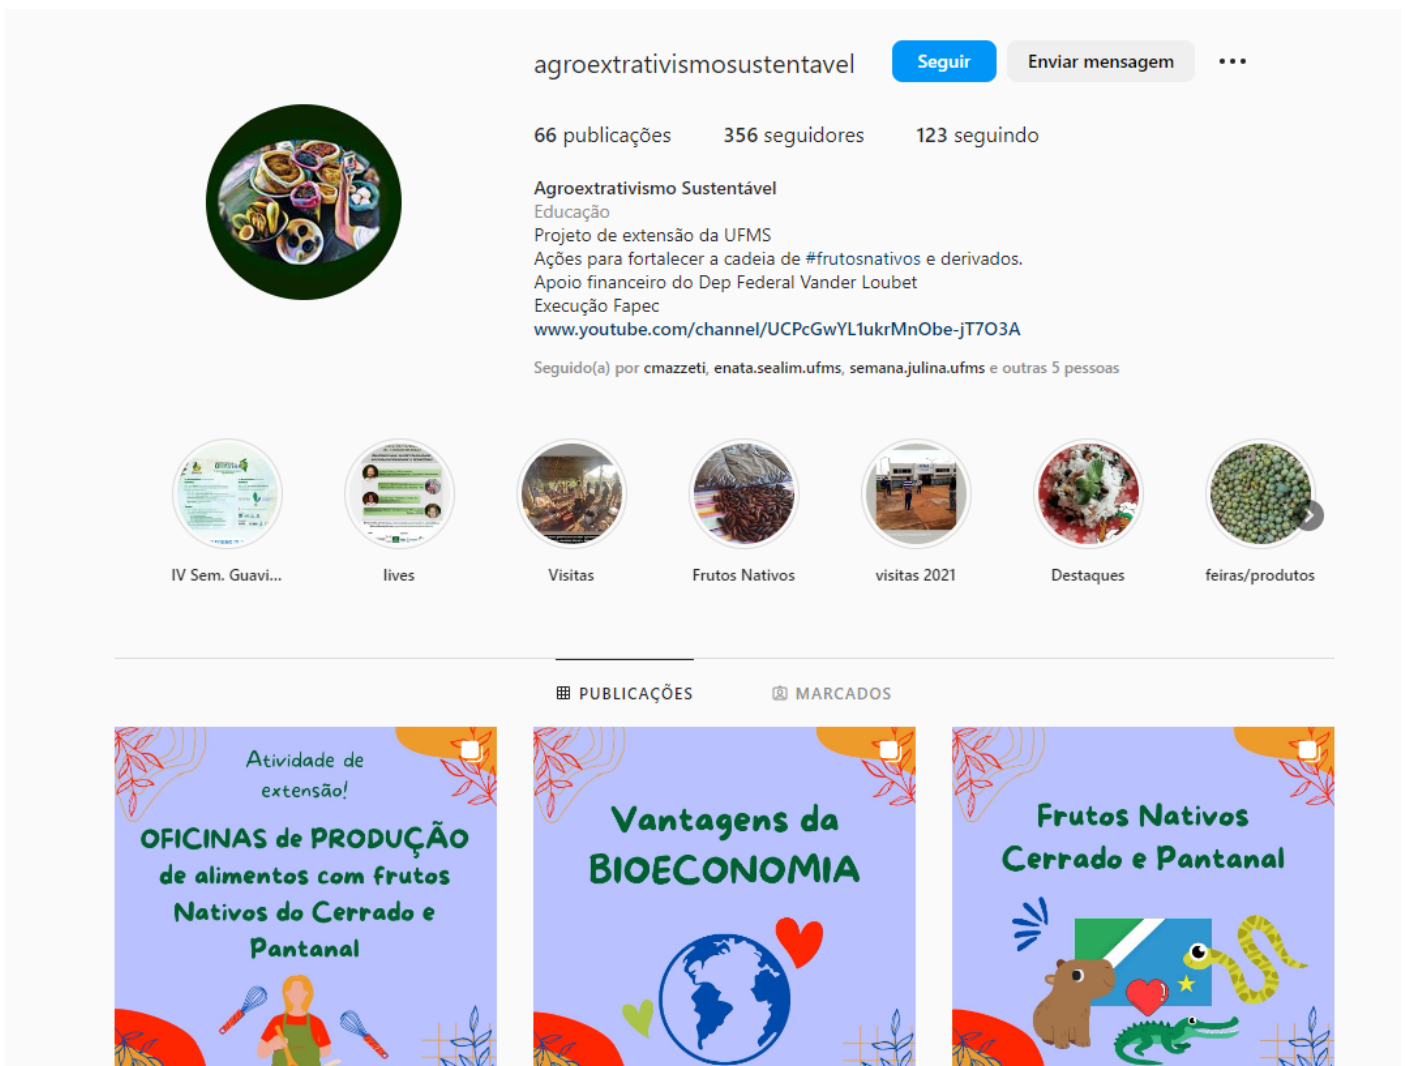 agroextrativismosustentavel Seguir Enviar mensagem
66 publicações 356 seguidores 123 seguindo
Agroextrativismo Sustentável
Educação
Projeto de extensão da UFMS
Ações para fortalecer a cadeia de #frutosnativos e derivados.
Apoio financeiro do Dep Federal Vander Loubet
Execução Fapec
www.youtube.com/channel/UCPcGwYL1ukrMnObe-jT7O3A
Seguido(a) por cmazzeti, enata.sealim.ufms, semana.julina.ufms e outras 5 pessoas
IV Sem. Guavi... lives Visitas Frutos Nativos visitas 2021 Destaques feiras/produtos
PUBLICAÇÕES MARCADOS
Atividade de
extensão!
OFICINAS de PRODUÇÃO
de alimentos com frutos
Nativos do Cerrado e
Pantanal
Vantagens da
BIOECONOMIA
Frutos Nativos
Cerrado e Pantanal